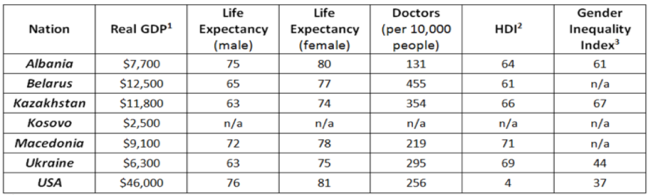 Nation Real GDP¹ Life Expectancy (male) Life Expectancy (female) Doctors (per 10,000 people) HDI² Gender Inequality Index³
Albania $7,700 75 80 131 64 61
Belarus $12,500 65 77 455 61 n/a
Kazakhstan $11,800 63 74 354 66 67
Kosovo $2,500 n/a n/a n/a n/a n/a
Macedonia $9,100 72 78 219 71 n/a
Ukraine $6,300 63 75 295 69 44
USA $46,000 76 81 256 4 37